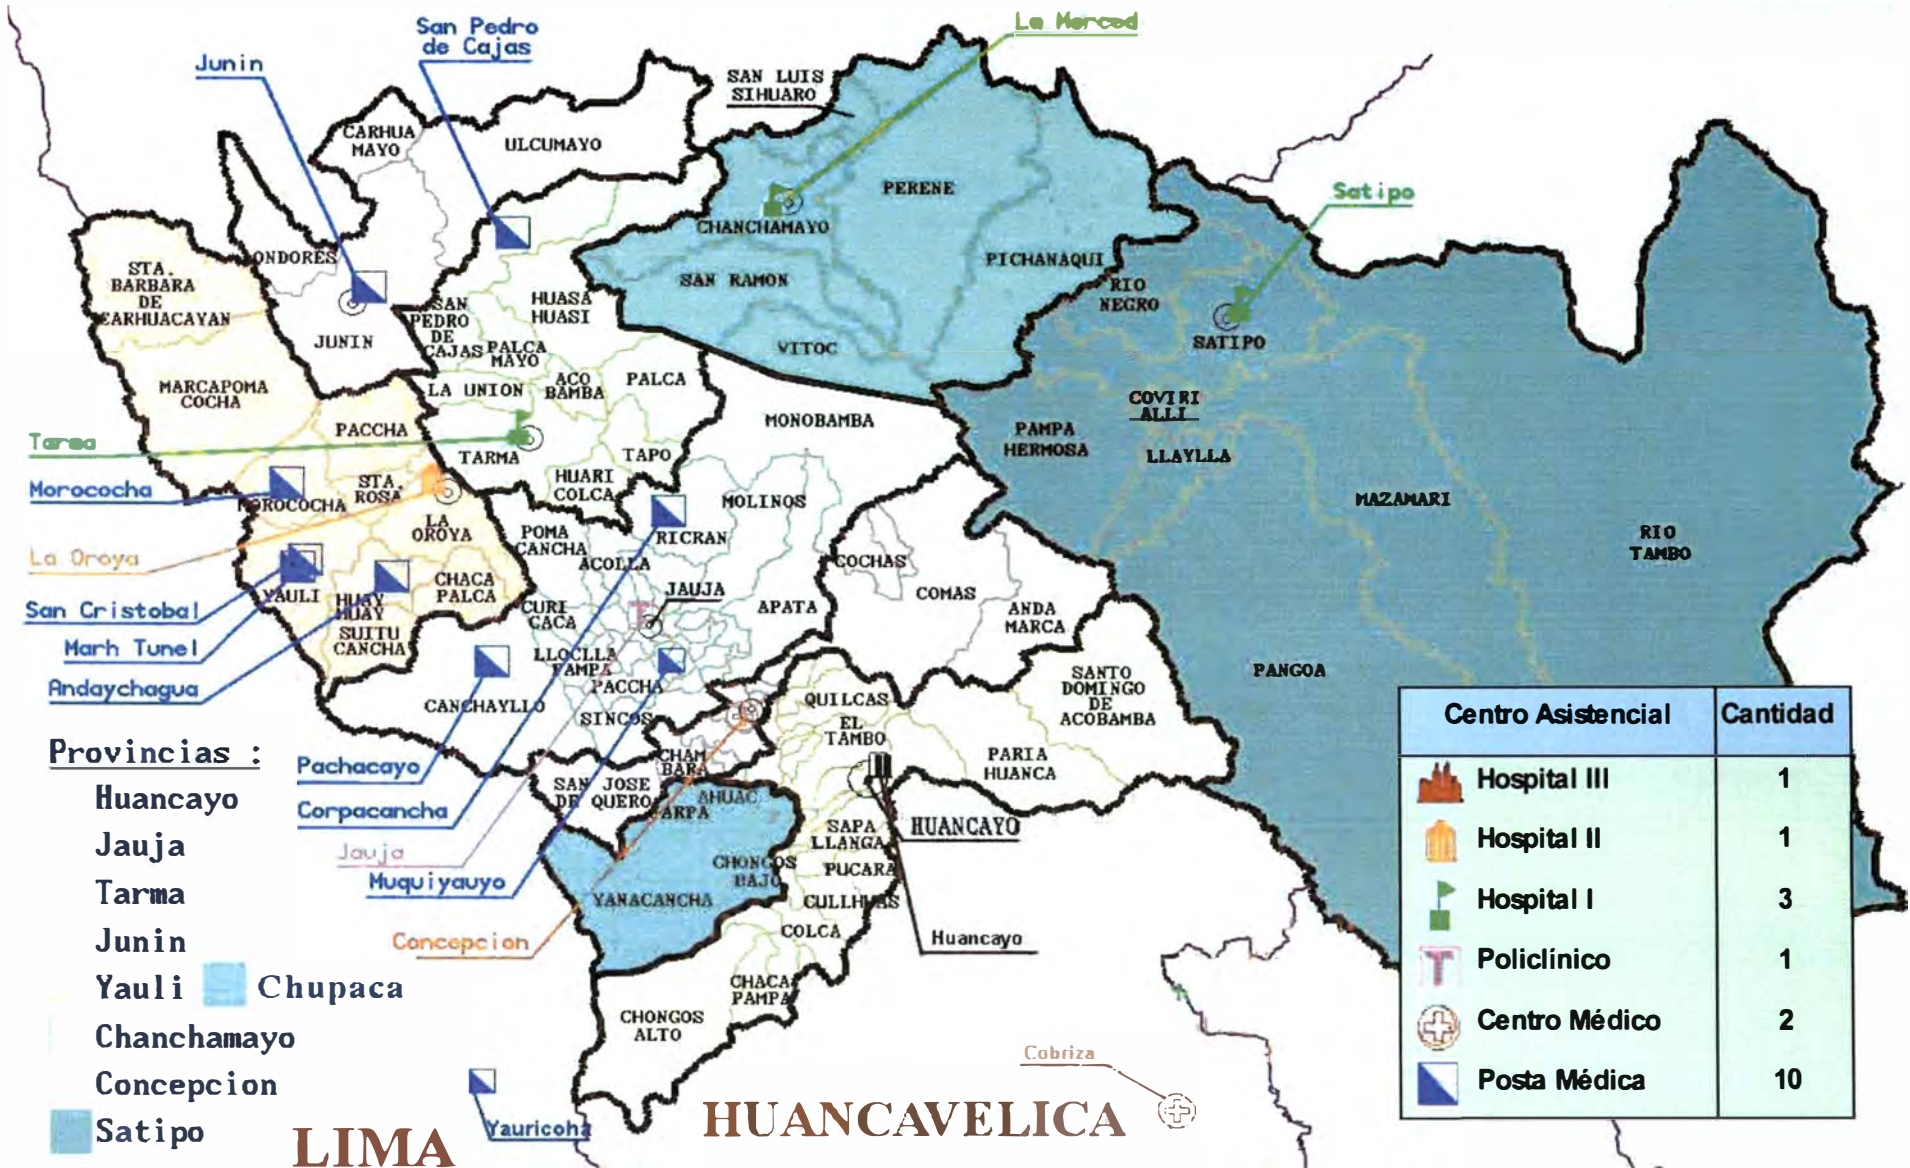 San Pedro
de Cajas
La Merced
Junin
SAN LUIS
SIHUARO
CARHUA
MAYO
ULCUMAYO
PERENE
Satipo
CHANCHAMAYO
ONDORES
PICHANAQUI
STA.
BARBARA
DE
CARHUACAYAN
SAN RAMON
RIO
NEGRO
HUASA
HUASI
SAN
PEDRO
DE
CAJAS
JUNIN
PALCA
MAYO
VITOC
SATIPO
MARCAPOMA
COCHA
LA UNION
ACO
BAMBA
PALCA
COVIRI
ALLI
MONOBAMBA
PACCHA
PAMPA
HERMOSA
Tarma
TARMA
TAPO
LLAYLLA
HUARI
COLCA
Morococha
MOROCOCHA
STA.
ROSA
MOLINOS
MAZAMARI
LA
OROYA
POMA
CANCHA
RICRAN
RIO
TAMBO
La Oroya
ACOLLA
COCHAS
COMAS
YAULI
HUAY
HUAY
CHACA
PALCA
JAUJA
San Cristobal
CURI
CACA
APATA
ANDA
MARCA
Marh Tunel
SUITU
CANCHA
LLOCLLA
PAMPA
PACCHA
PANGOA
Andaychagua
CANCHAYLLO
SINCOS
QUILCAS
SANTO
DOMINGO
DE
ACOBAMBA
EL
TAMBO
Centro Asistencial Cantidad
Provincias :
Pachacayo
CHAM
BARA
PARIA
HUANCA
Hospital III 1
Huancayo
SAN JOSE
DE QUERO
AHUAC
ARPA
Corpacancha
SAPA
LLANGA
HUANCAYO
Hospital II 1
Jauja
Jauja
CHONGOS
BAJO
PUCARA
Muquiyauyo
Tarma
YANACANCHA
CULLHUAS
Hospital I 3
Junin
Concepcion
COLCA
Huancayo
Policlínico 1
Yauli
Chupaca
CHACA
PAMPA
CHONGOS
ALTO
Centro Médico 2
Chanchamayo
Cobriza
Concepcion
Posta Médica 10
Satipo
LIMA
Yauricoha
HUANCAVELICA